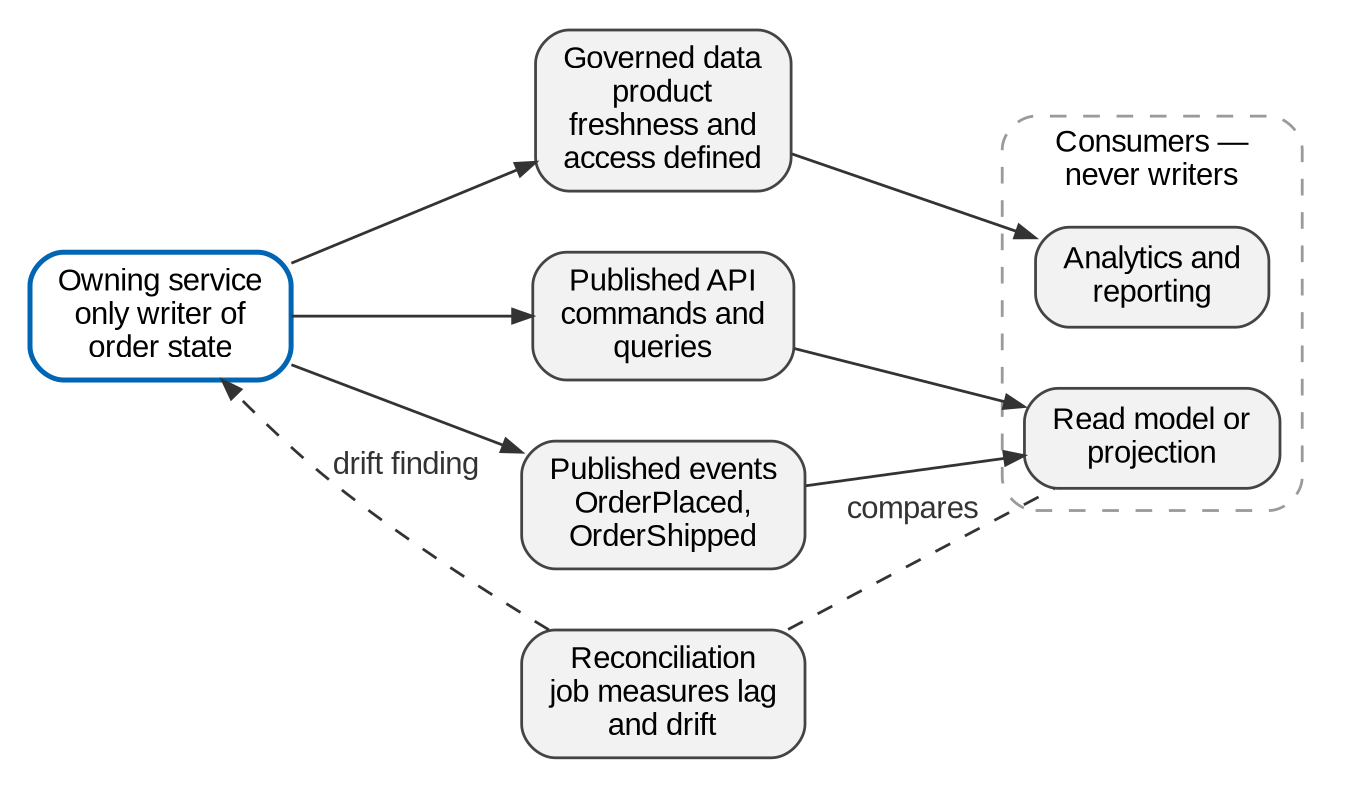 Governed data
product
freshness and
access defined
Consumers —
never writers
Analytics and
reporting
Owning service
only writer of
order state
Published API
commands and
queries
Read model or
projection
drift finding
Published events
OrderPlaced,
OrderShipped
compares
Reconciliation
job measures lag
and drift